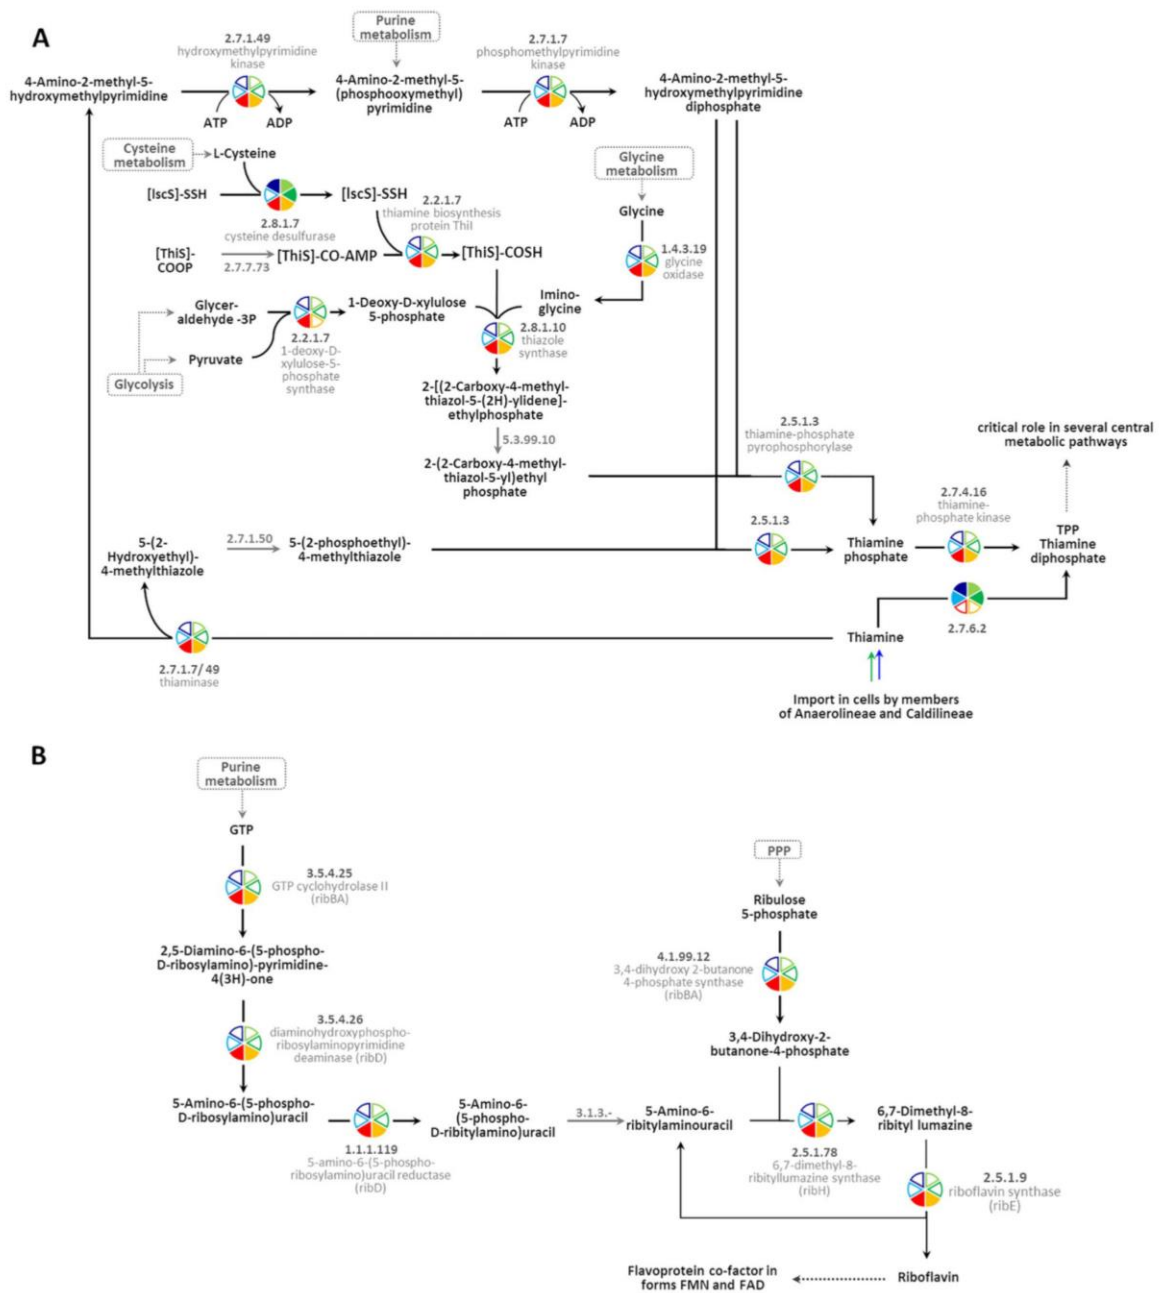 A
Purine
metabolism
2.7.1.49
hydroxymethylpyrimidine
kinase
2.7.1.7
phosphomethylpyrimidine
kinase
4-Amino-2-methyl-5-
hydroxymethylpyrimidine
4-Amino-2-methyl-5-
(phosphooxymethyl)
pyrimidine
4-Amino-2-methyl-5-
hydroxymethylpyrimidine
diphosphate
ATP
ADP
ATP
ADP
Cysteine
metabolism
L-Cysteine
Glycine
metabolism
[IscS]-SSH
[IscS]-SSH
2.2.1.7
thiamine biosynthesis
protein ThiI
Glycine
2.8.1.7
cysteine desulfurase
[ThiS]-
COOP
2.7.7.73
[ThiS]-CO-AMP
[ThiS]-COSH
1.4.3.19
glycine
oxidase
Glycer-
aldehyde -3P
1-Deoxy-D-xylulose
5-phosphate
Imino-
glycine
2.2.1.7
1-deoxy-D-
xylulose-5-
phosphate
synthase
2.8.1.10
thiazole
synthase
Pyruvate
Glycolysis
2-[(2-Carboxy-4-methyl-
thiazol-5-(2H)-ylidene]-
ethylphosphate
5.3.99.10
2-(2-Carboxy-4-methyl-
thiazol-5-yl)ethyl
phosphate
2.5.1.3
thiamine-phosphate
pyrophosphorylase
critical role in several central
metabolic pathways
2.7.4.16
thiamine-
phosphate kinase
5-(2-
Hydroxyethyl)-
4-methylthiazole
2.7.1.50
5-(2-phosphoethyl)-
4-methylthiazole
2.5.1.3
Thiamine
phosphate
TPP
Thiamine
diphosphate
2.7.6.2
Thiamine
2.7.1.7/ 49
thiaminase
Import in cells by members
of Anaerolineae and Caldilineae
B
Purine
metabolism
GTP
3.5.4.25
GTP cyclohydrolase II
(ribBA)
PPP
Ribulose
5-phosphate
2,5-Diamino-6-(5-phospho-
D-ribosylamino)-pyrimidine-
4(3H)-one
4.1.99.12
3,4-dihydroxy 2-butanone
4-phosphate synthase
(ribBA)
3.5.4.26
diaminohydroxyphospho-
ribosylaminopyrimidine
deaminase (ribD)
3,4-Dihydroxy-2-
butanone-4-phosphate
5-Amino-6-(5-phospho-
D-ribosylamino)uracil
5-Amino-6-
(5-phospho-
D-ribitylamino)uracil
3.1.3.-
5-Amino-6-
ribitylaminouracil
6,7-Dimethyl-8-
ribityl lumazine
1.1.1.119
5-amino-6-(5-phospho-
ribosylamino)uracil reductase
(ribD)
2.5.1.78
6,7-dimethyl-8-
ribityllumazine synthase
(ribH)
2.5.1.9
riboflavin synthase
(ribE)
Flavoprotein co-factor in
forms FMN and FAD
Riboflavin